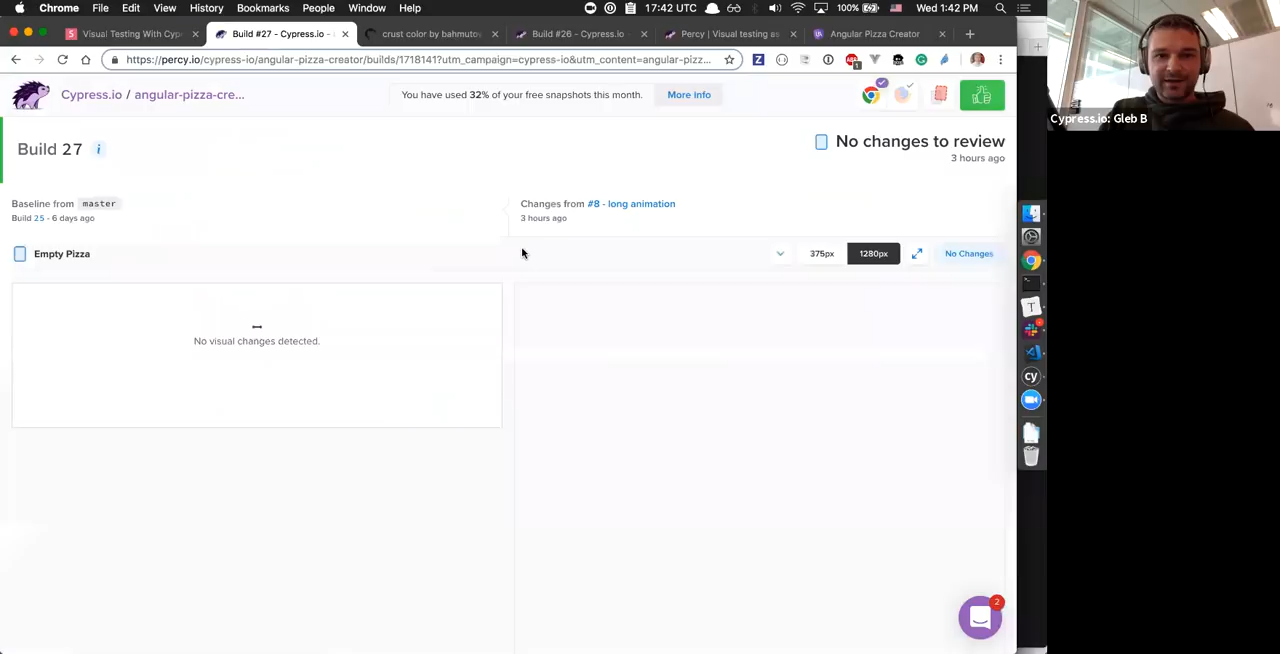 Chrome File Edit View History Bookmarks People Window Help 17:42 UTC 100% Wed 1:42 PM
Visual Testing With Cyp
Build #27 - Cypress.io -
crust color by bahmutov
Build #26 - Cypress.io
Percy | Visual testing as
Angular Pizza Creator
https://percy.io/cypress-io/angular-pizza-creator/builds/1718141?utm_campaign=cypress-io&utm_content=angular-pizz...
Cypress.io / angular-pizza-cre...
You have used 32% of your free snapshots this month.
More info
Build 27
No changes to review
3 hours ago
Baseline from master
Build 25 - 6 days ago
Changes from #8 - long animation
3 hours ago
Empty Pizza
375px
1280px
No Changes
No visual changes detected.
2
Cypress.io: Gleb B
T
cy